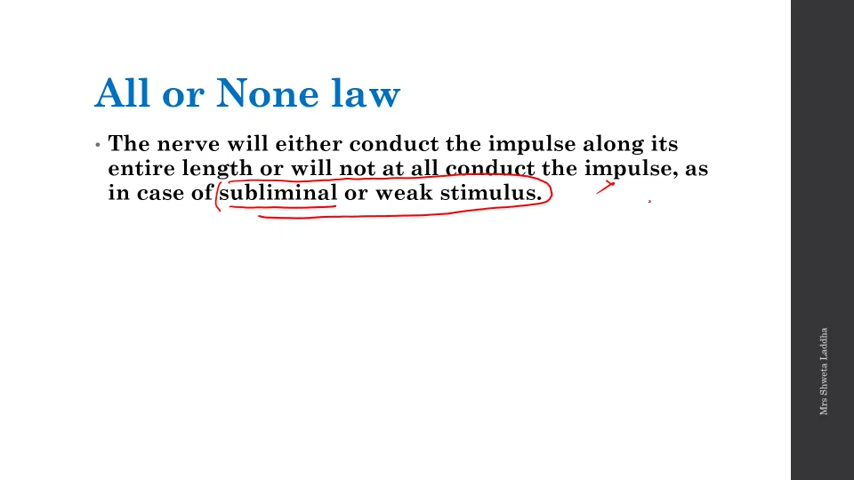 All or None law
• The nerve will either conduct the impulse along its
entire length or will not at all conduct the impulse, as
in case of subliminal or weak stimulus.
Mrs Shweta Laddha